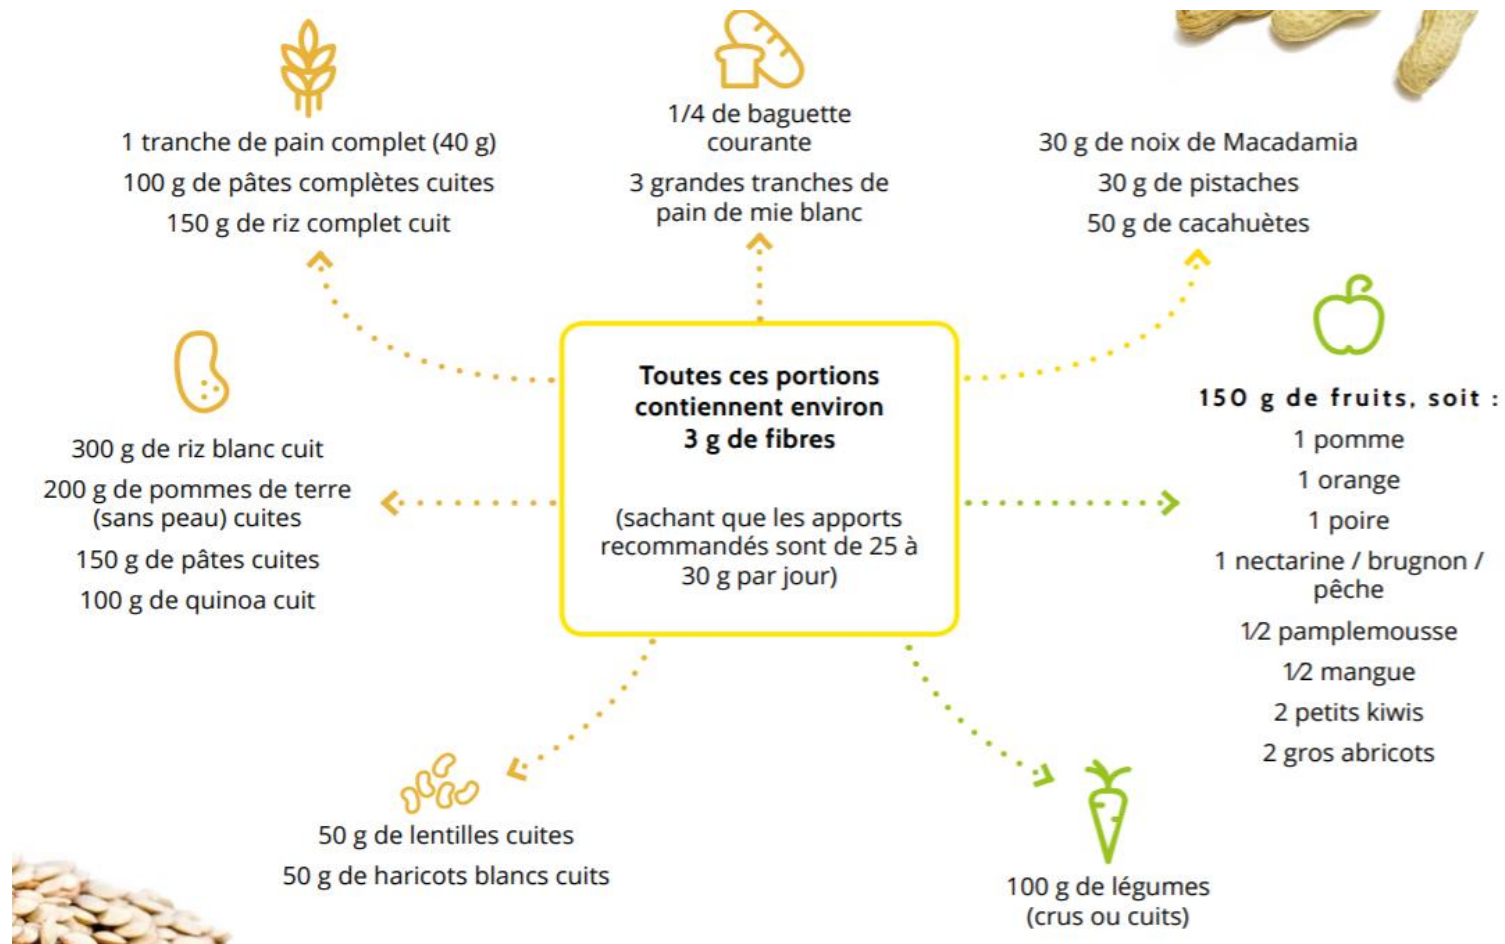 1 tranche de pain complet (40 g)
100 g de pâtes complètes cuites
150 g de riz complet cuit
1/4 de baguette
courante
3 grandes tranches de
pain de mie blanc
30 g de noix de Macadamia
30 g de pistaches
50 g de cacahuètes
300 g de riz blanc cuit
200 g de pommes de terre
(sans peau) cuites
150 g de pâtes cuites
100 g de quinoa cuit
Toutes ces portions
contiennent environ
3 g de fibres
(sachant que les apports
recommandés sont de 25 à
30 g par jour)
150 g de fruits, soit :
1 pomme
1 orange
1 poire
1 nectarine / brugnon /
pêche
1⁄2 pamplemousse
1⁄2 mangue
2 petits kiwis
2 gros abricots
50 g de lentilles cuites
50 g de haricots blancs cuits
100 g de légumes
(crus ou cuits)